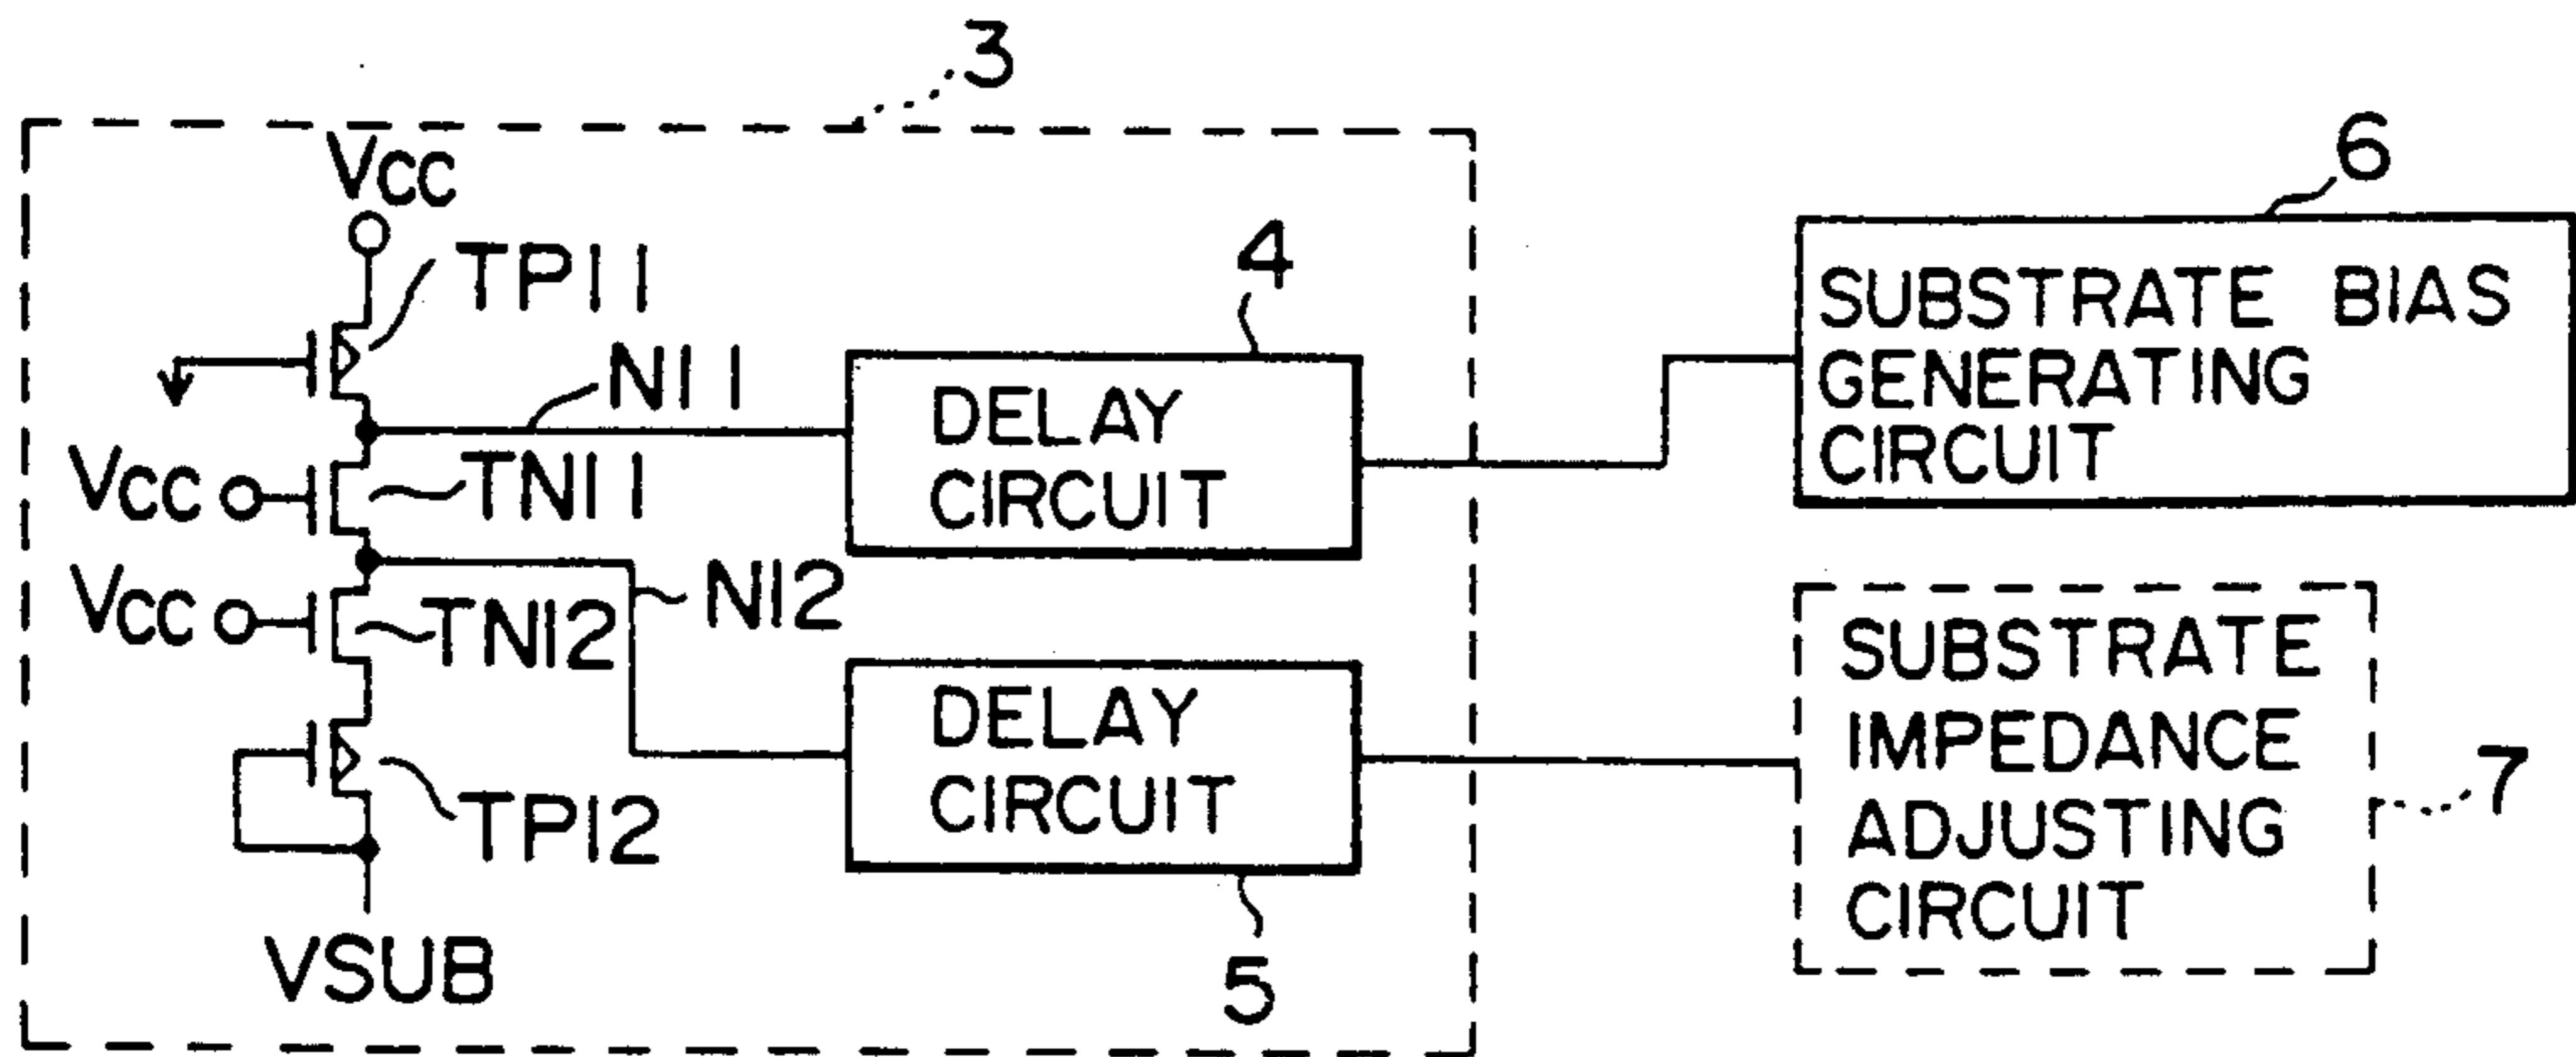 3
VCC
TP11
N11
4
DELAY
CIRCUIT
6
SUBSTRATE BIAS
GENERATING
CIRCUIT
VCC
TN11
VCC
TN12
N12
DELAY
CIRCUIT
5
SUBSTRATE
IMPEDANCE
ADJUSTING
CIRCUIT
7
TP12
VSUB